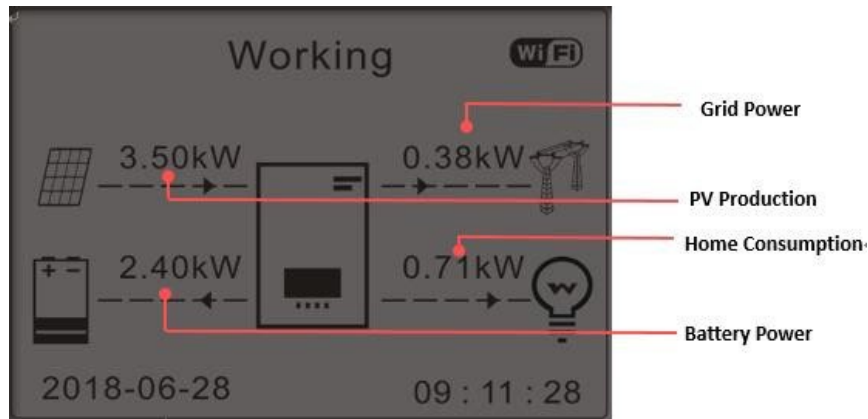 Working
WiFi
3.50kW
0.38kW
2.40kW
0.71kW
2018-06-28
09 : 11 : 28
Grid Power
PV Production
Home Consumption
Battery Power